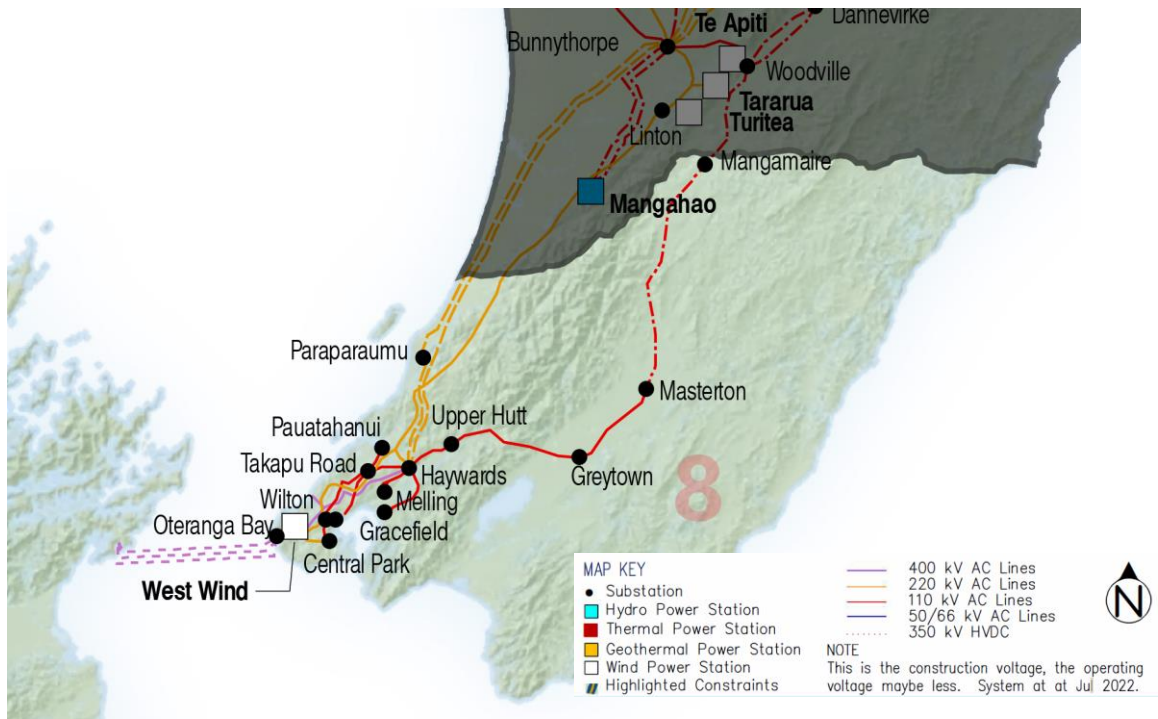 Te Apiti
Dannevirke
Bunnythorpe
Woodville
Tararua
Turitea
Linton
Mangamaire
Mangahao
Paraparaumu
Masterton
Upper Hutt
Pauatahanui
Takapu Road
Haywards
Greytown
8
Wilton
Melling
Oteranga Bay
Gracefield
Central Park
West Wind
MAP KEY
Substation
Hydro Power Station
Thermal Power Station
Geothermal Power Station
Wind Power Station
Highlighted Constraints
400 kV AC Lines
220 kV AC Lines
110 kV AC Lines
50/66 kV AC Lines
350 kV HVDC
NOTE
This is the construction voltage, the operating
voltage maybe less. System at at Jul 2022.
N